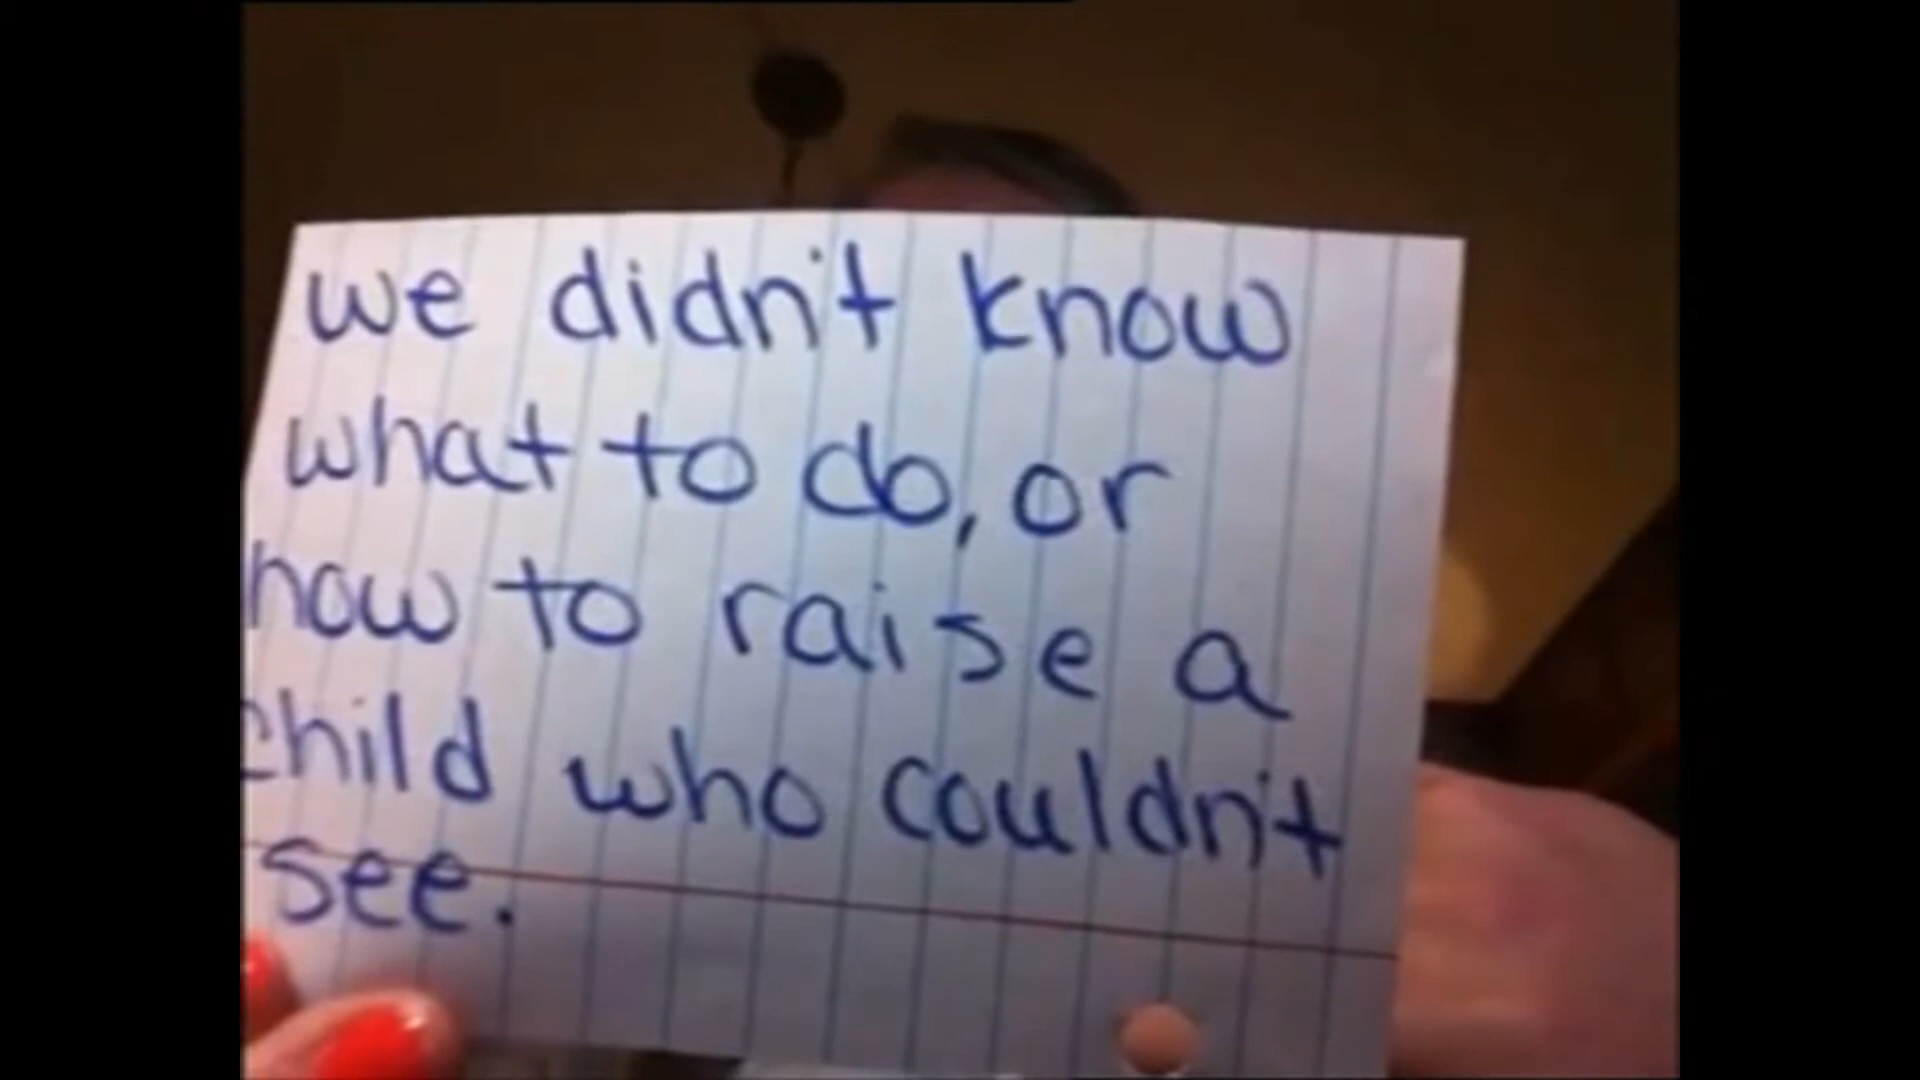 we didn't know
what to do, or
how to raise a
child who couldn't
see.